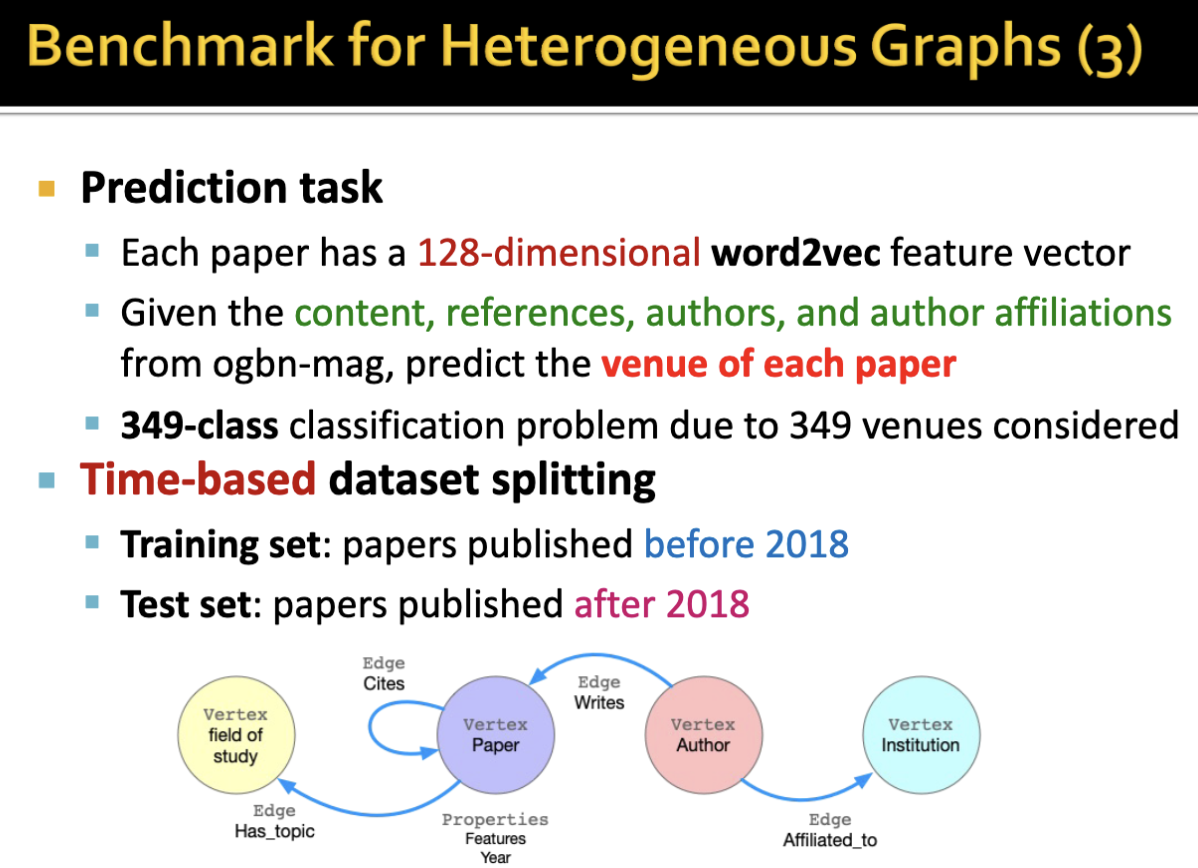 Benchmark for Heterogeneous Graphs (3)
Prediction task
Each paper has a 128-dimensional word2vec feature vector
Given the content, references, authors, and author affiliations
from ogbn-mag, predict the venue of each paper
349-class classification problem due to 349 venues considered
Time-based dataset splitting
Training set: papers published before 2018
Test set: papers published after 2018
Edge
Cites
Edge
Writes
Vertex
field of
study
Vertex
Paper
Vertex
Author
Vertex
Institution
Edge
Has_topic
Properties
Features
Year
Edge
Affiliated_to